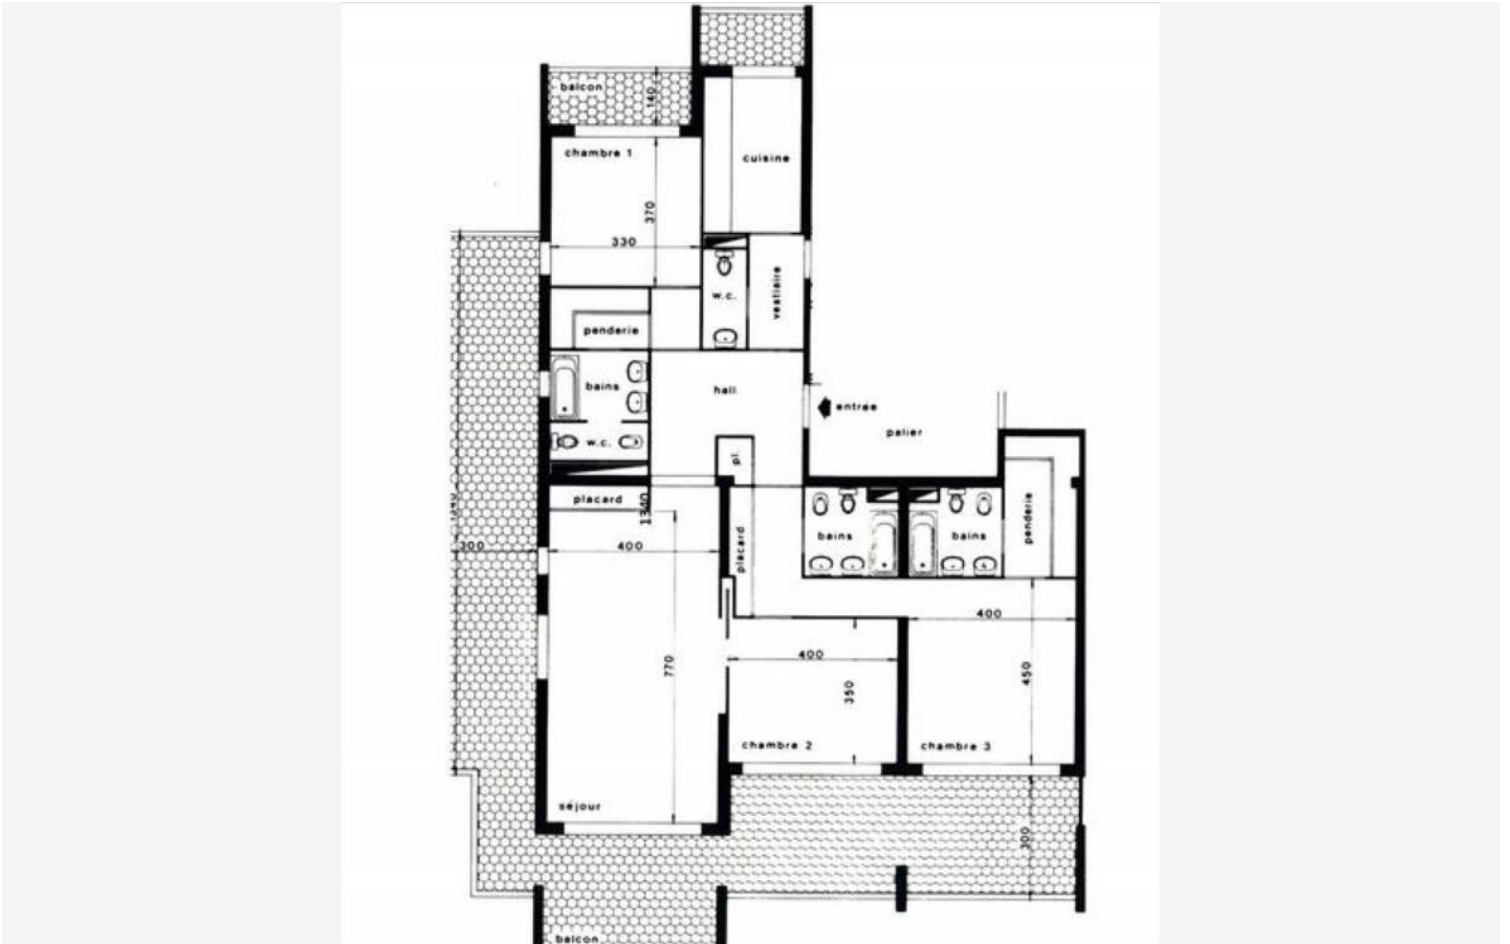 balcon
140
chambre 1
cuisine
370
330
w.c.
vestiaire
penderie
bains
hall
entrée
palier
w.c.
pl.
placard
1340
1340
300
400
placard
bains
bains
penderie
400
770
400
350
450
chambre 2
chambre 3
séjour
300
balcon